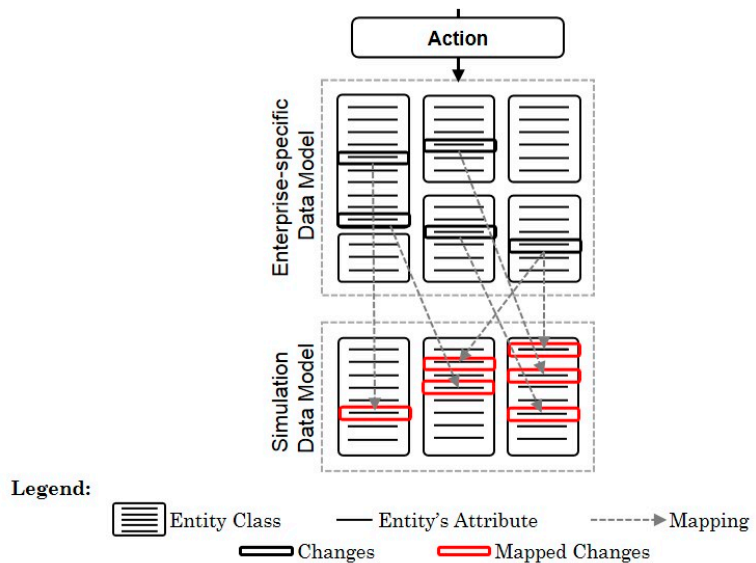 Action
Enterprise-specific
Data Model
Simulation
Data Model
Legend:
Entity Class
Entity's Attribute
Mapping
Changes
Mapped Changes